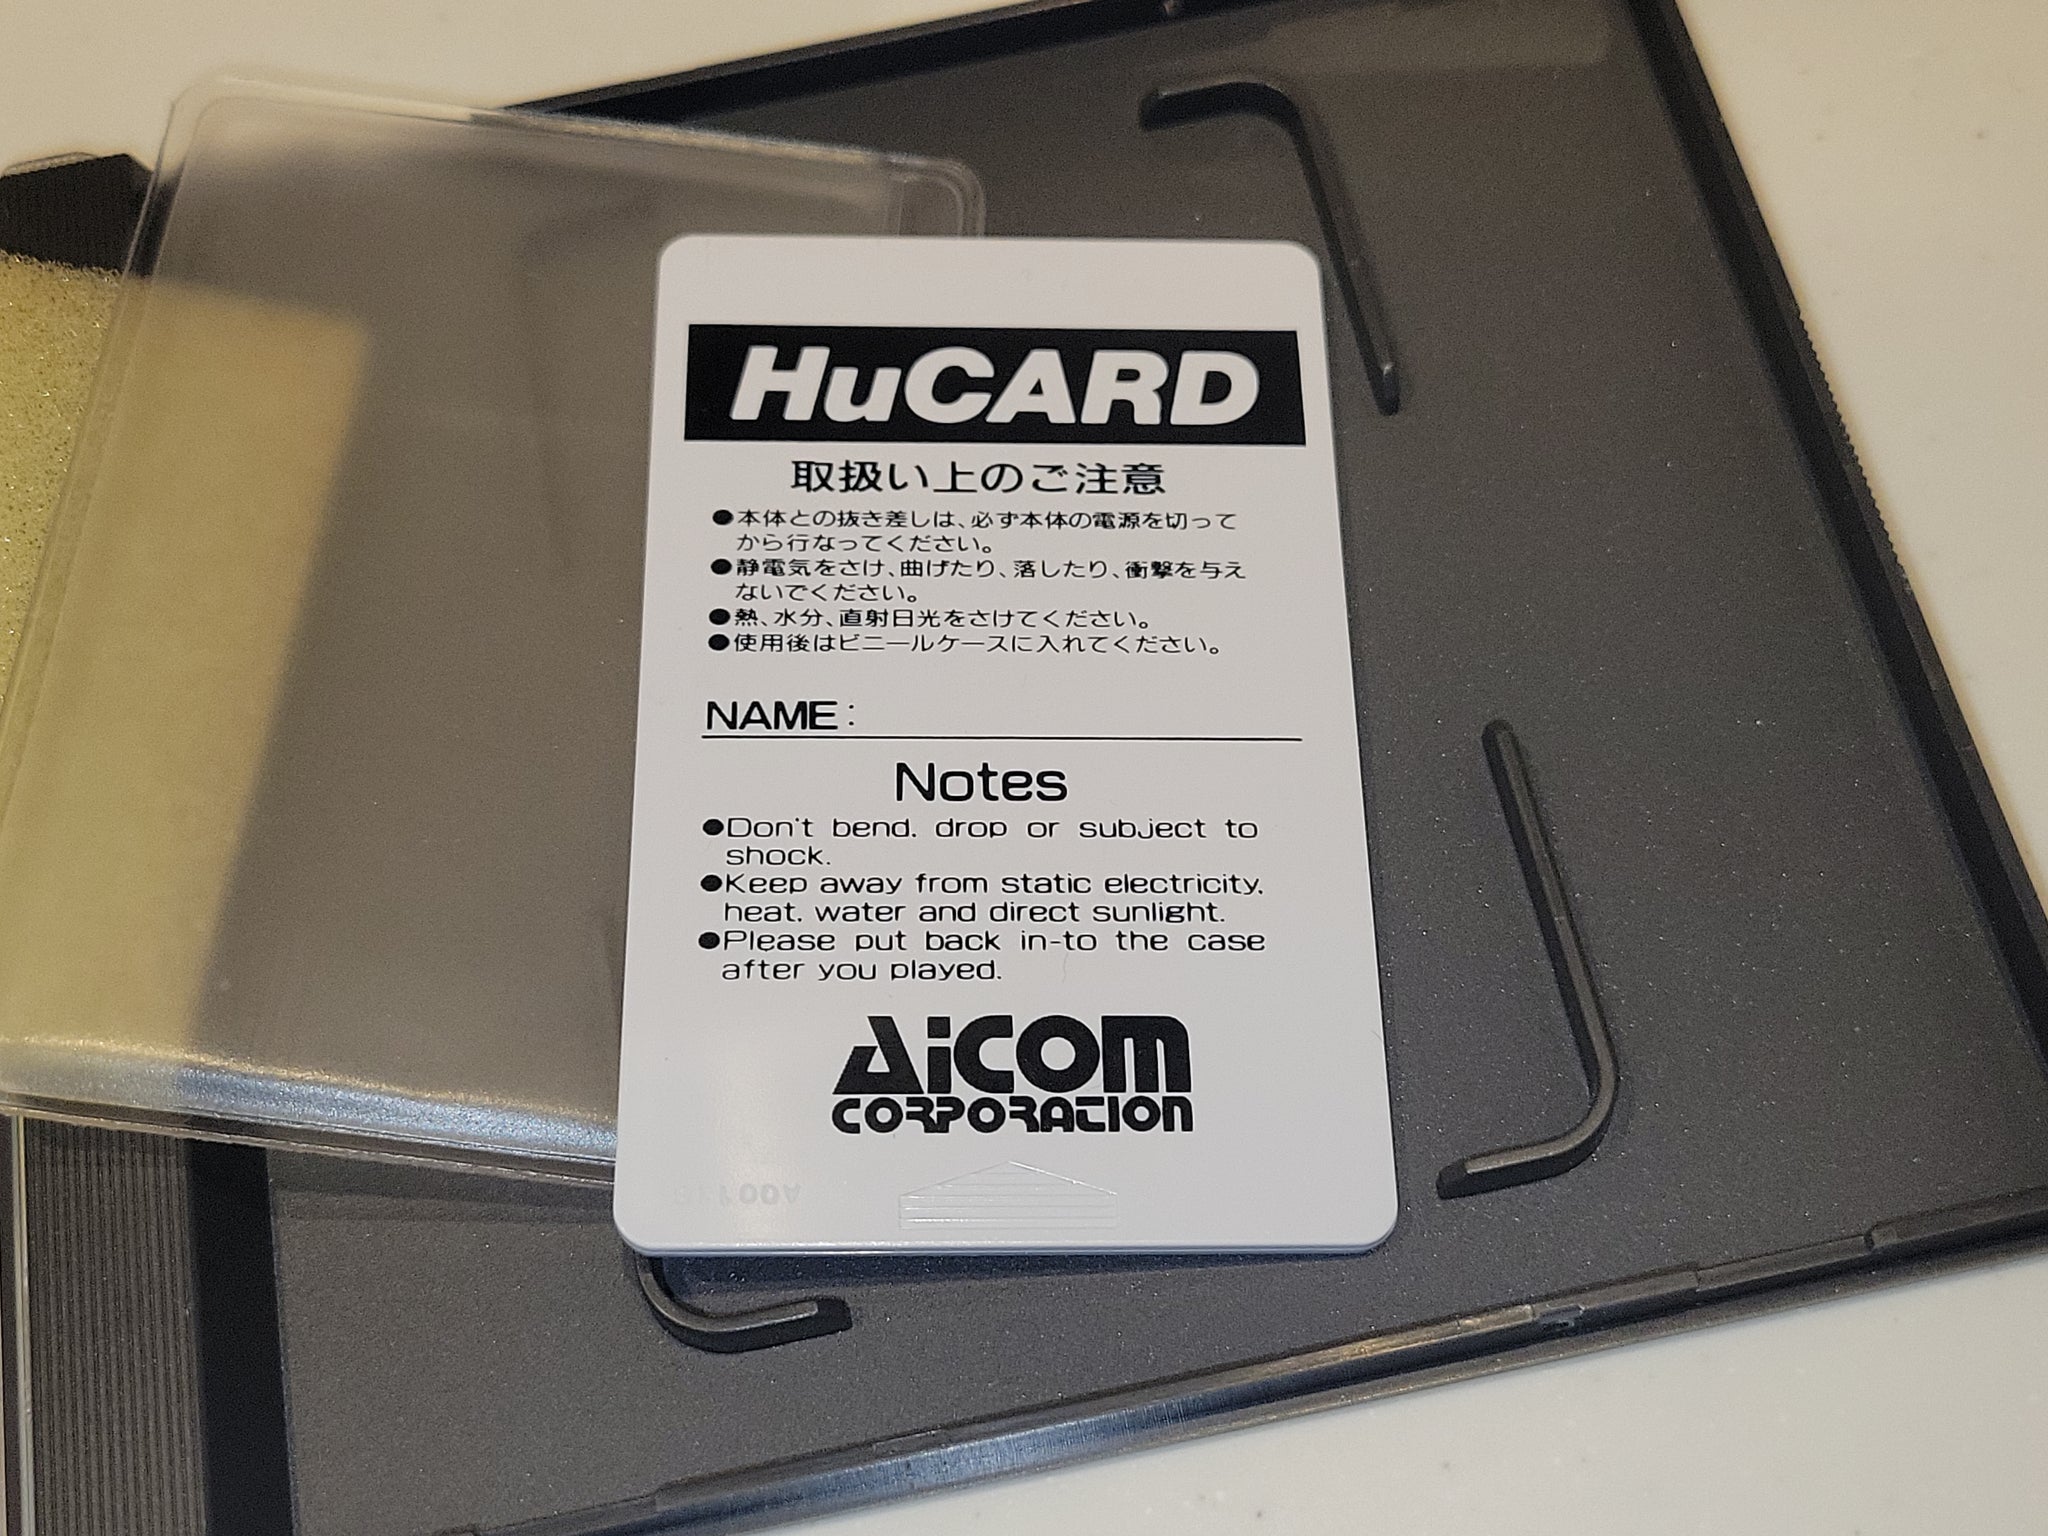 HuCARD
取扱い上のご注意
●本体との抜き差しは、必ず本体の電源を切って
から行なってください。
●静電気をさけ、曲げたり、落したり、衝撃を与え
ないでください。
●熱、水分、直射日光をさけてください。
●使用後はビニールケースに入れてください。
NAME:
Notes
●Don't bend, drop or subject to
shock.
●Keep away from static electricity,
heat, water and direct sunlight.
●Please put back in-to the case
after you played.
AiCOM
CORPORATION